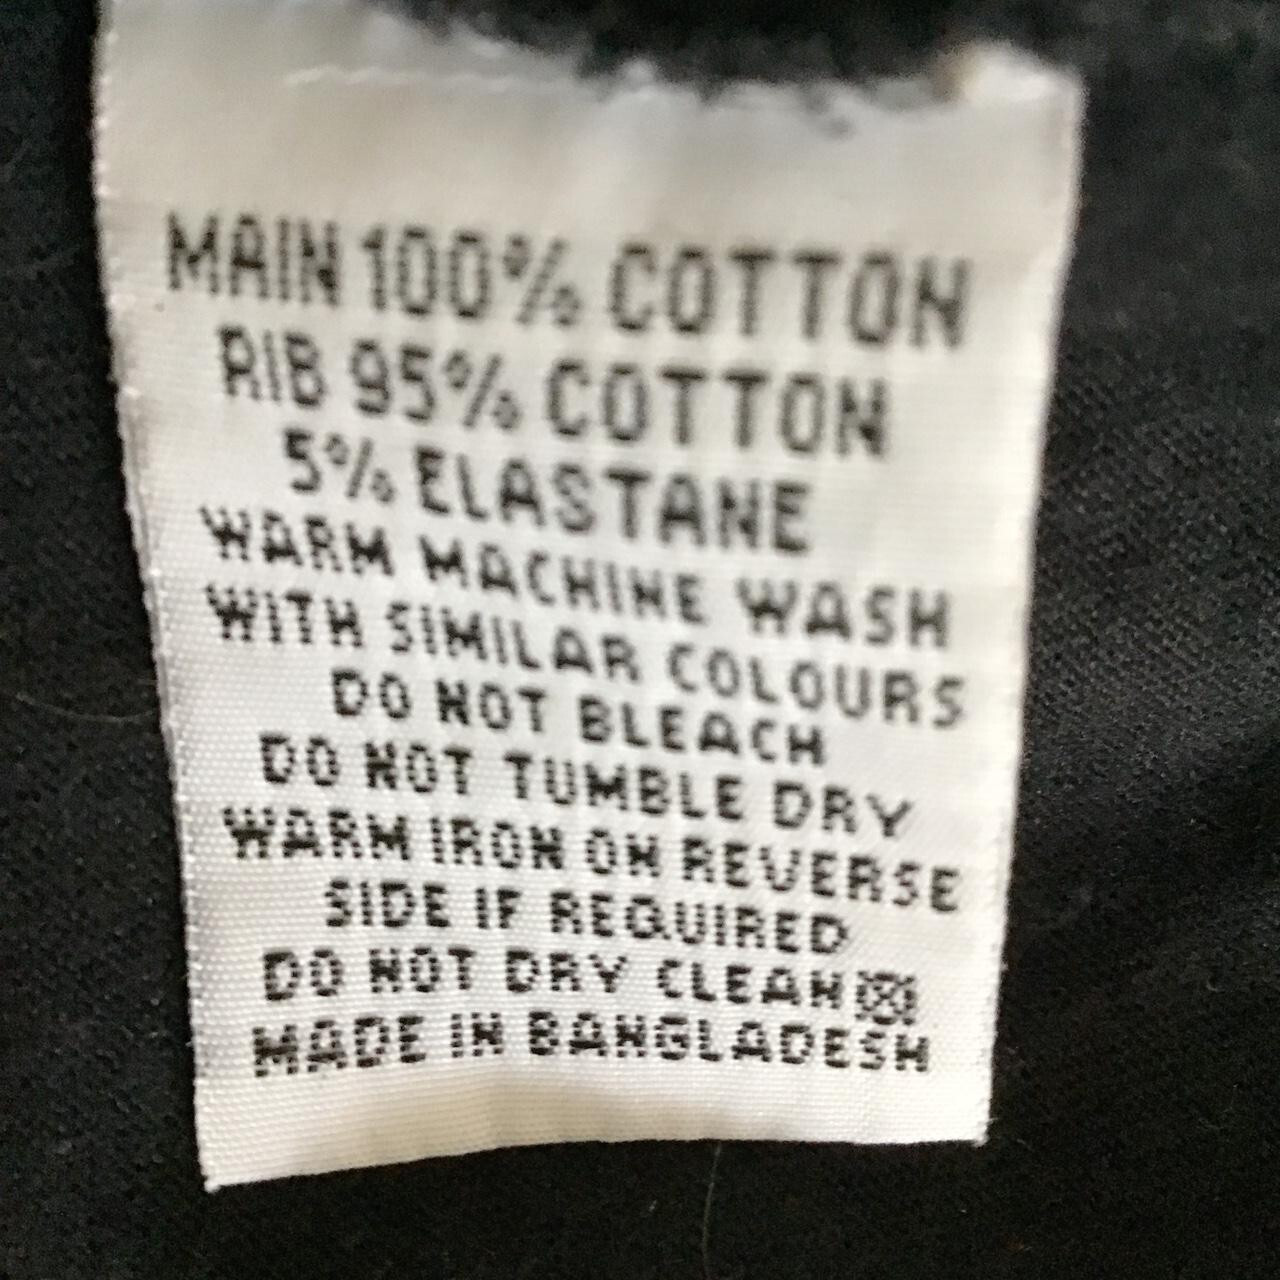 MAIN 100% COTTON
RIB 95% COTTON
5% ELASTANE
WARM MACHINE WASH
WITH SIMILAR COLOURS
DO NOT BLEACH
DO NOT TUMBLE DRY
WARM IRON ON REVERSE
SIDE IF REQUIRED
DO NOT DRY CLEAN
MADE IN BANGLADESH